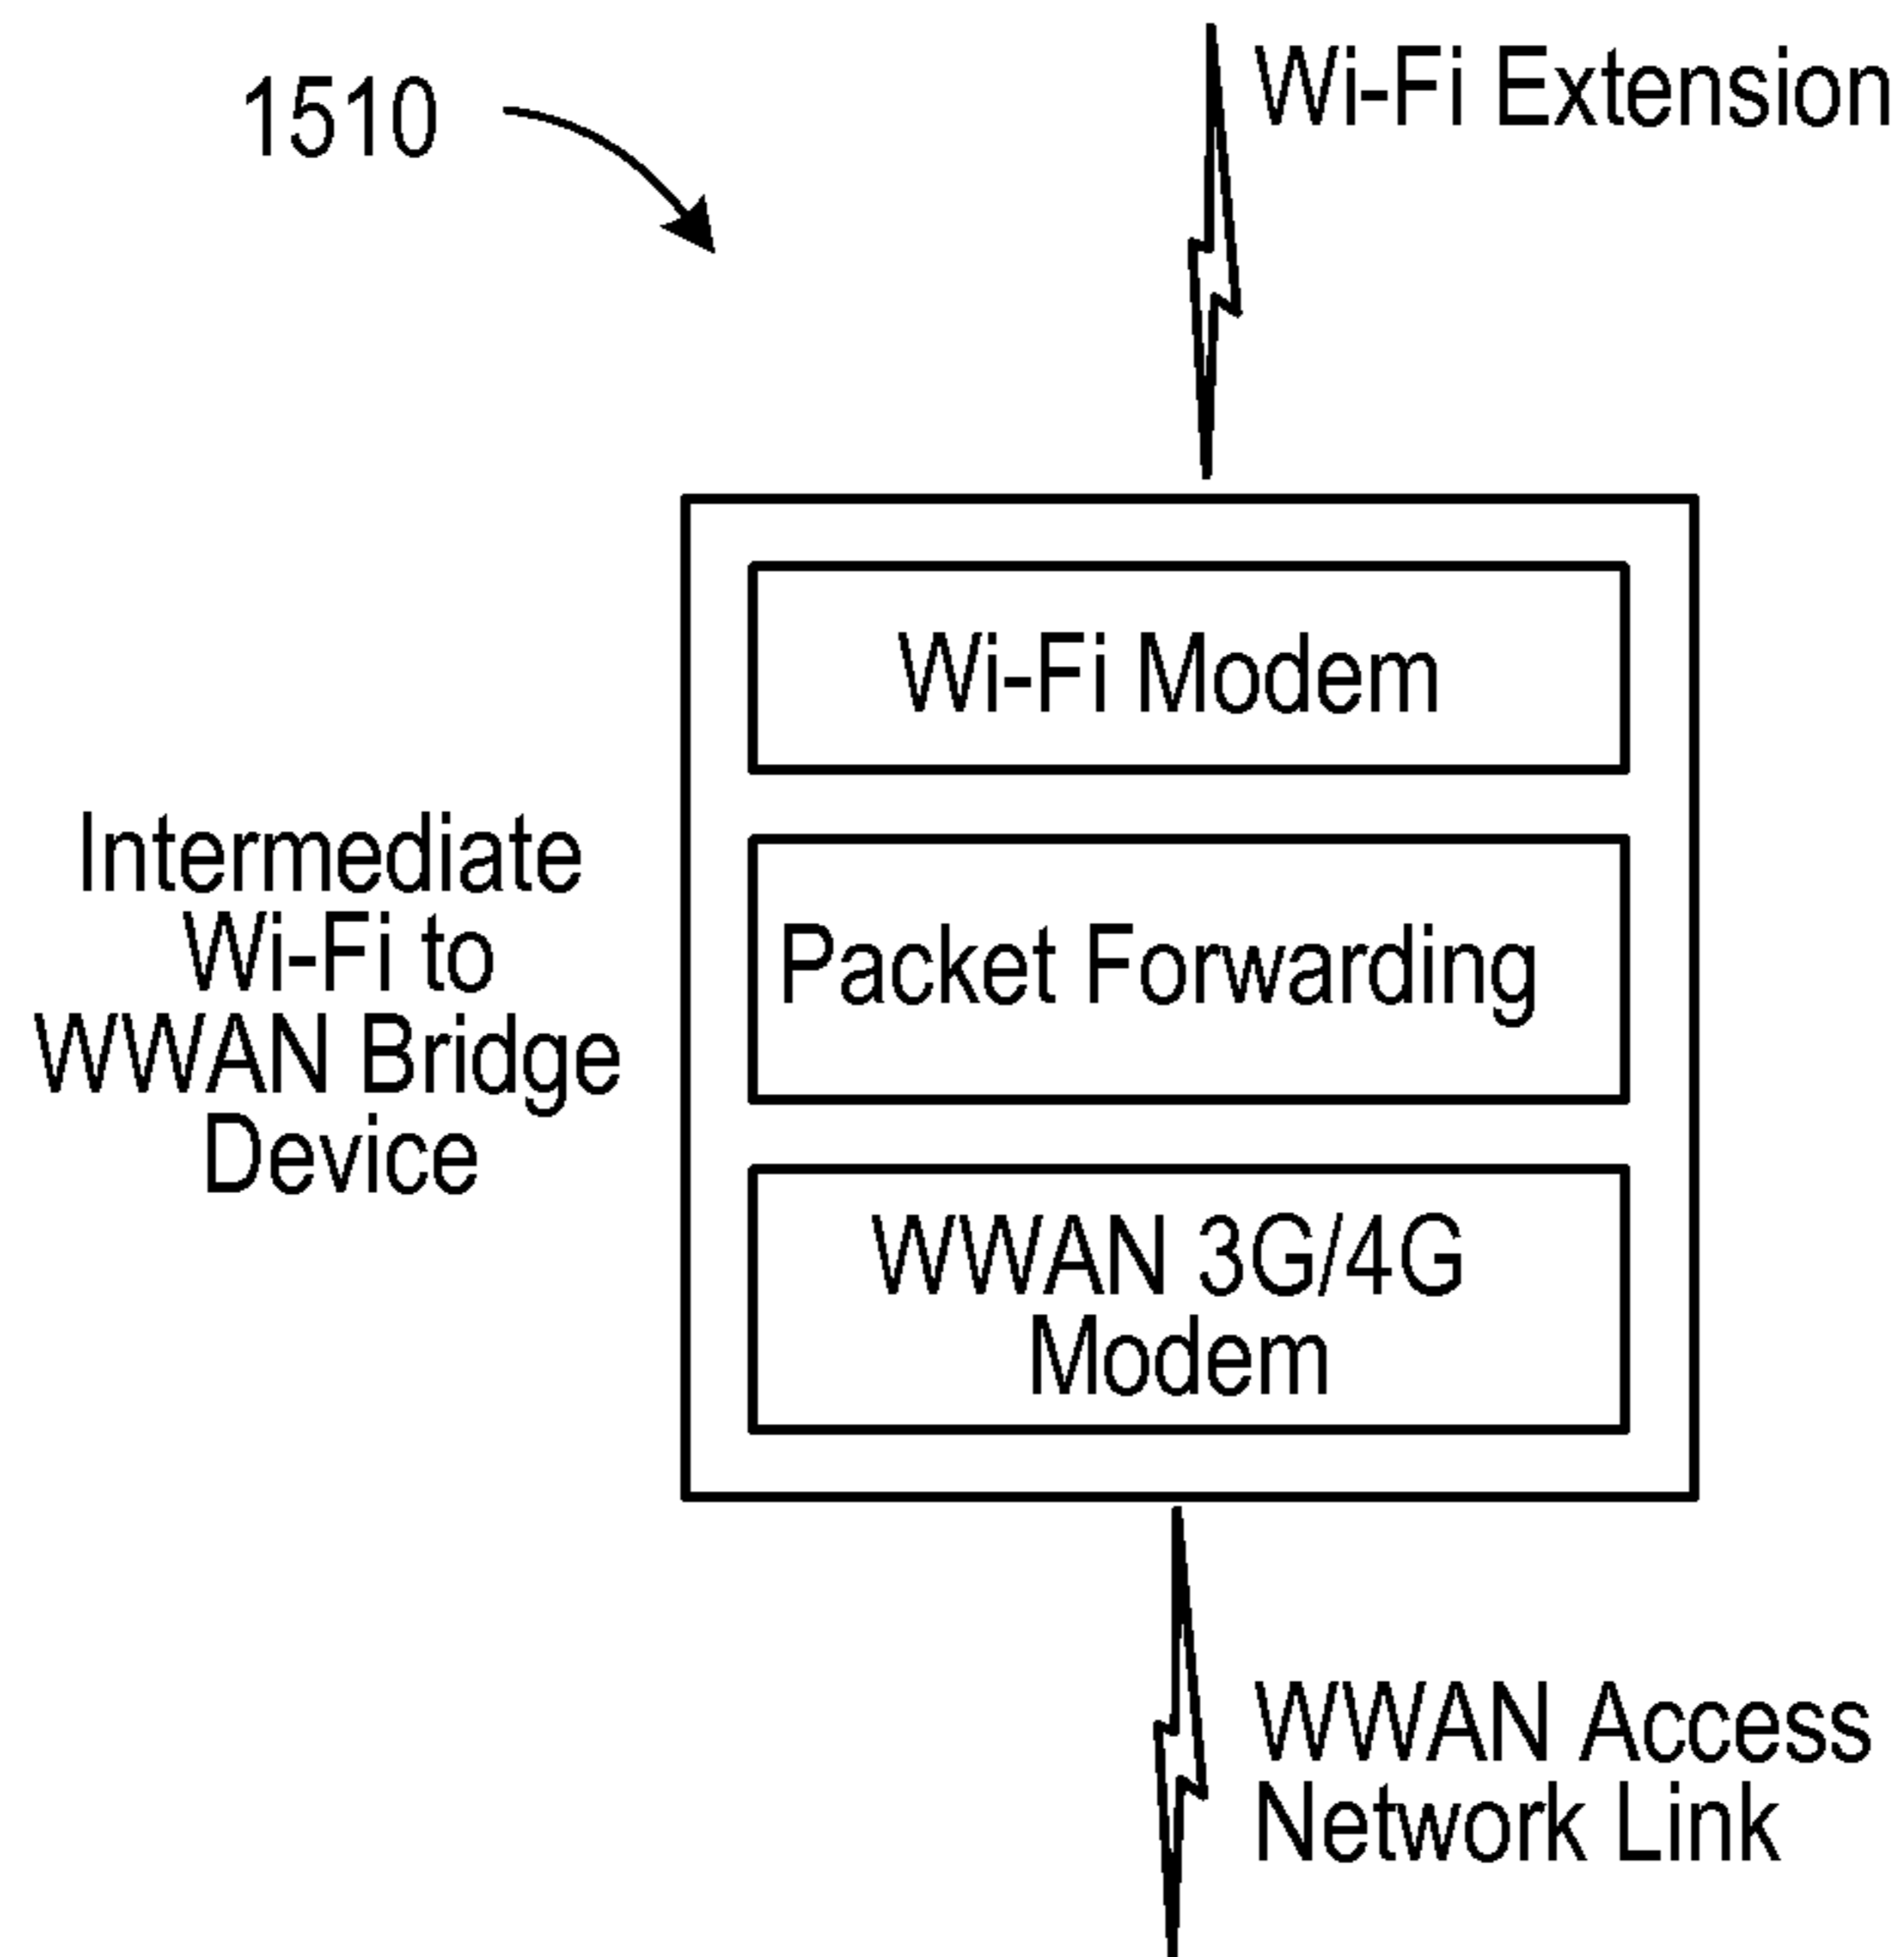 1510
Wi-Fi Extension
Wi-Fi Modem
Intermediate
Wi-Fi to
WWAN Bridge
Device
Packet Forwarding
WWAN 3G/4G
Modem
WWAN Access
Network Link